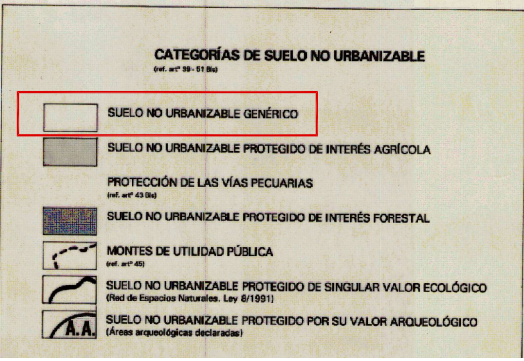 CATEGORÍAS DE SUELO NO URBANIZABLE
(ref. artº 39 - 51 Bis)
SUELO NO URBANIZABLE GENÉRICO
SUELO NO URBANIZABLE PROTEGIDO DE INTERÉS AGRÍCOLA
PROTECCIÓN DE LAS VÍAS PECUARIAS
(ref. artº 43 Bis)
SUELO NO URBANIZABLE PROTEGIDO DE INTERÉS FORESTAL
MONTES DE UTILIDAD PÚBLICA
(ref. artº 45)
SUELO NO URBANIZABLE PROTEGIDO DE SINGULAR VALOR ECOLÓGICO
(Red de Espacios Naturales. Ley 8/1991)
A.A. SUELO NO URBANIZABLE PROTEGIDO POR SU VALOR ARQUEOLÓGICO
(Áreas arqueológicas declaradas)